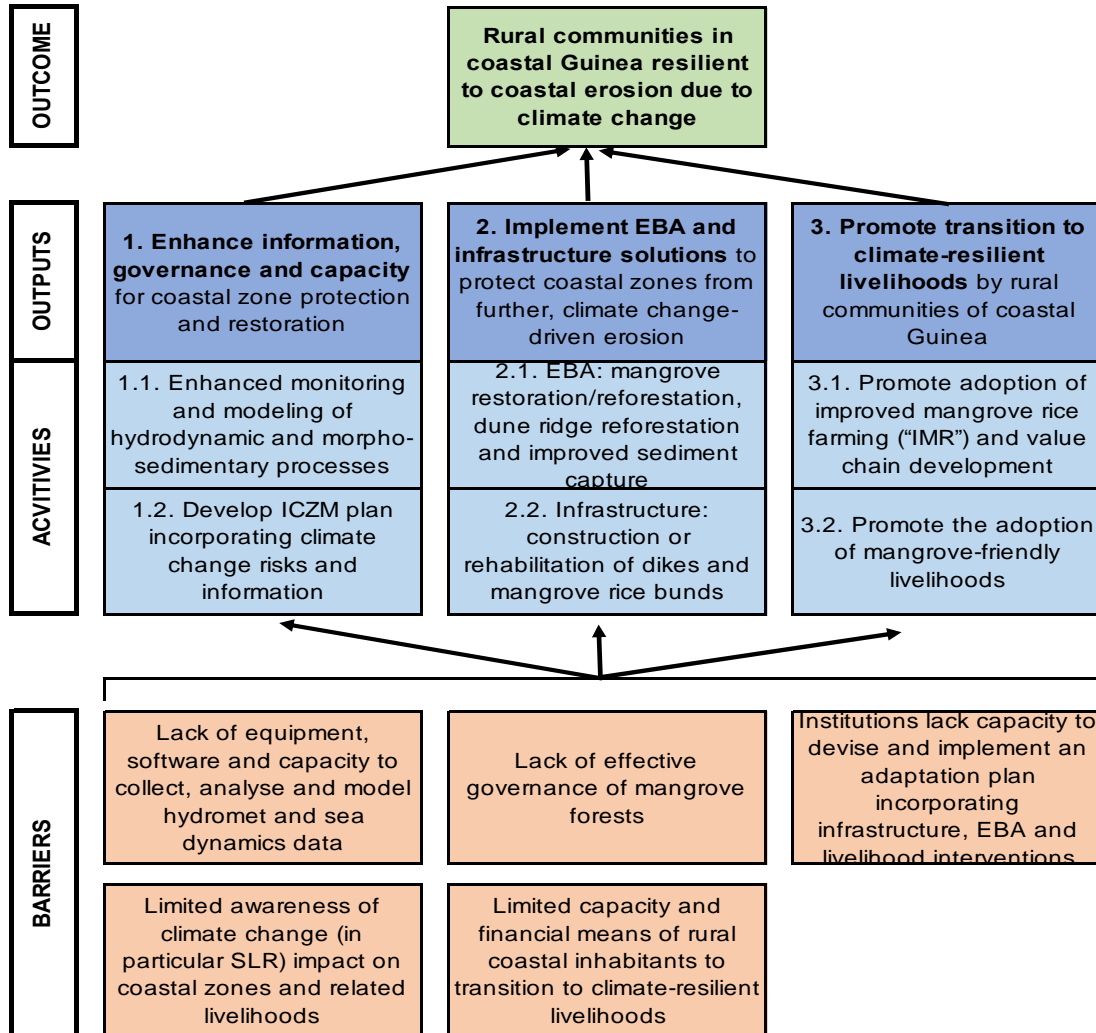 OUTCOME
Rural communities in
coastal Guinea resilient
to coastal erosion due to
climate change
OUTPUTS
1. Enhance information,
governance and capacity
for coastal zone protection
and restoration
2. Implement EBA and
infrastructure solutions to
protect coastal zones from
further, climate change-
driven erosion
3. Promote transition to
climate-resilient
livelihoods by rural
communities of coastal
Guinea
ACVITIVIES
1.1. Enhanced monitoring
and modeling of
hydrodynamic and morpho-
sedimentary processes
2.1. EBA: mangrove
restoration/reforestation,
dune ridge reforestation
and improved sediment
capture
3.1. Promote adoption of
improved mangrove rice
farming (“IMR”) and value
chain development
1.2. Develop ICZM plan
incorporating climate
change risks and
information
2.2. Infrastructure:
construction or
rehabilitation of dikes and
mangrove rice bunds
3.2. Promote the adoption
of mangrove-friendly
livelihoods
BARRIERS
Lack of equipment,
software and capacity to
collect, analyse and model
hydromet and sea
dynamics data
Lack of effective
governance of mangrove
forests
Institutions lack capacity to
devise and implement an
adaptation plan
incorporating
infrastructure, EBA and
livelihood interventions
Limited awareness of
climate change (in
particular SLR) impact on
coastal zones and related
livelihoods
Limited capacity and
financial means of rural
coastal inhabitants to
transition to climate-resilient
livelihoods